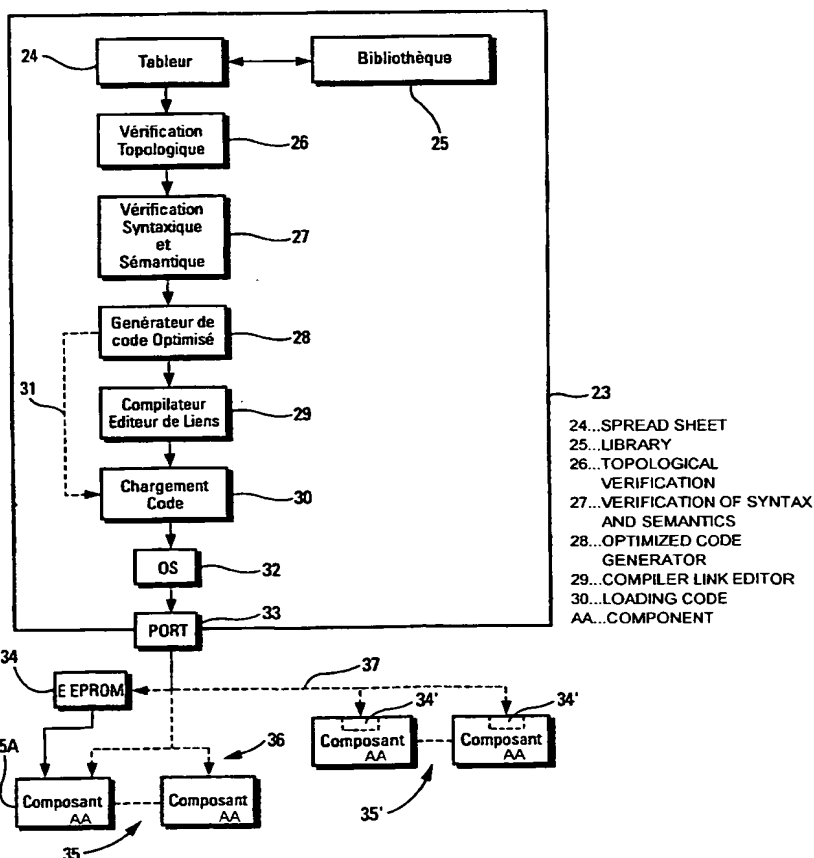 24
Tableur
Bibliothèque
25
Vérification
Topologique
26
Vérification
Syntaxique
et
Sémantique
27
Genérateur de
code Optimisé
28
31
Compilateur
Editeur de Liens
29
23
Chargement
Code
30
OS
32
PORT
33
24...SPREAD SHEET
25...LIBRARY
26...TOPOLOGICAL
VERIFICATION
27...VERIFICATION OF SYNTAX
AND SEMANTICS
28...OPTIMIZED CODE
GENERATOR
29...COMPILER LINK EDITOR
30...LOADING CODE
AA...COMPONENT
34
E EPROM
37
34'
34'
Composant
AA
Composant
AA
36
35'
5A
Composant
AA
Composant
AA
35